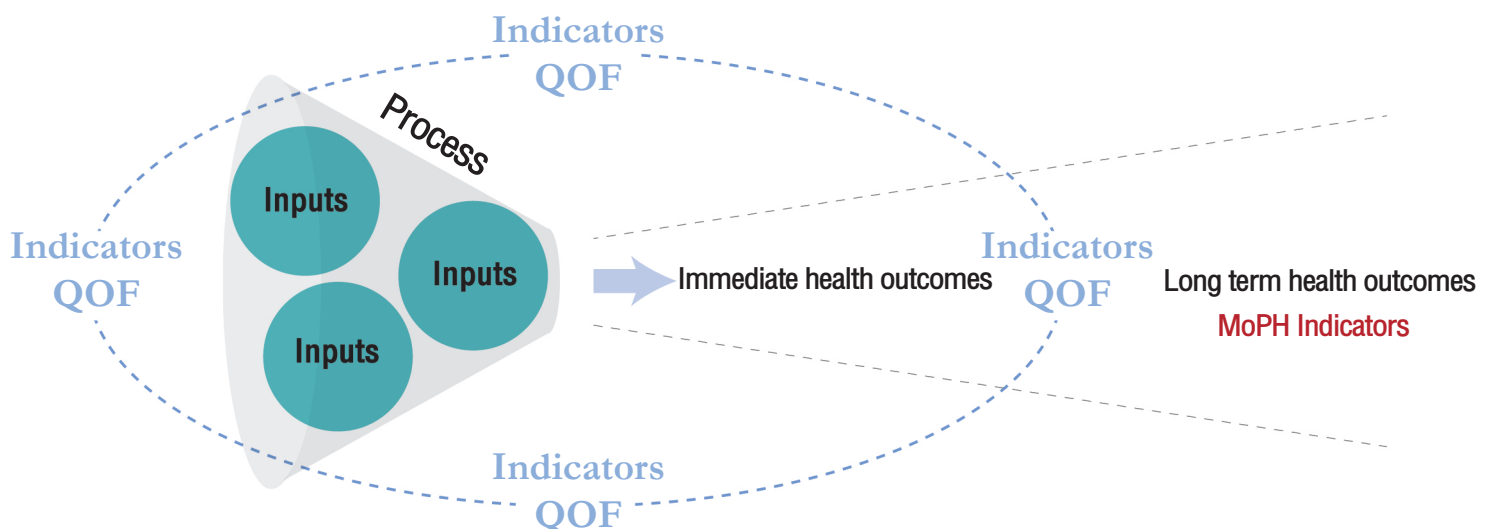 Indicators
QOF
Process
Inputs
Inputs
Inputs
Indicators
QOF
Immediate health outcomes
Indicators
QOF
Long term health outcomes
MoPH Indicators
Indicators
QOF